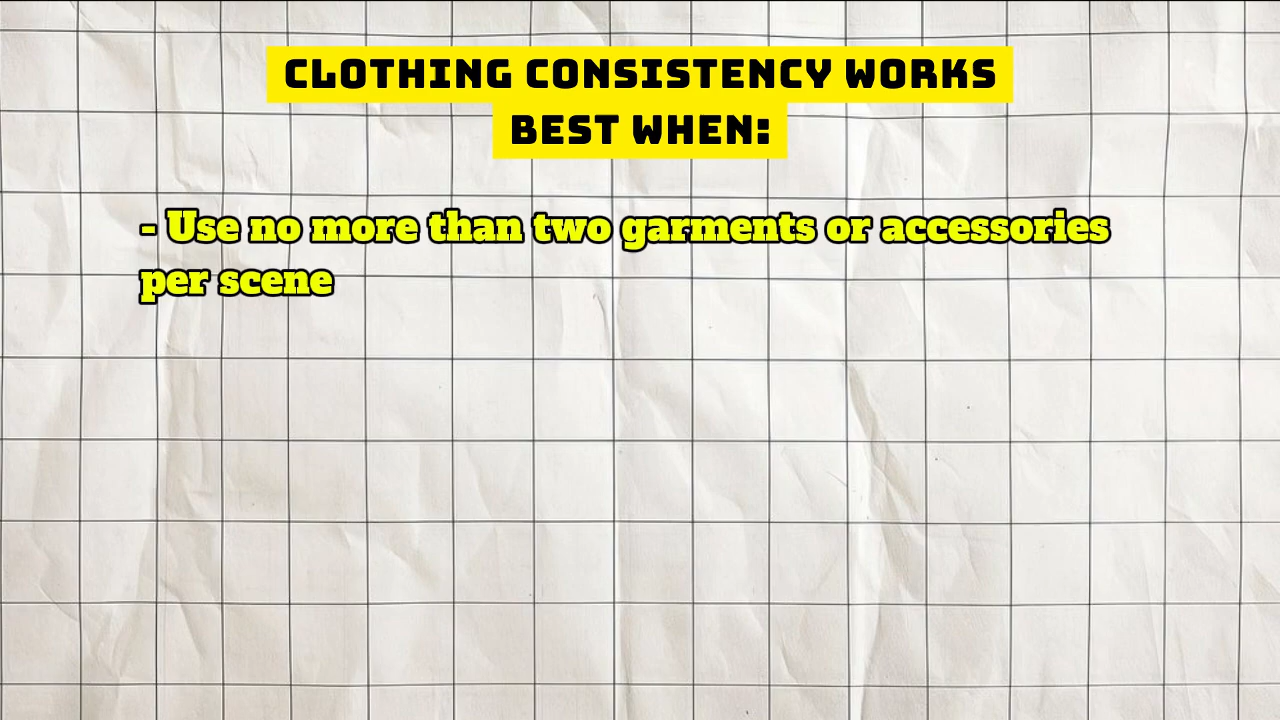 CLOTHING CONSISTENCY WORKS
BEST WHEN:
- Use no more than two garments or accessories
per scene